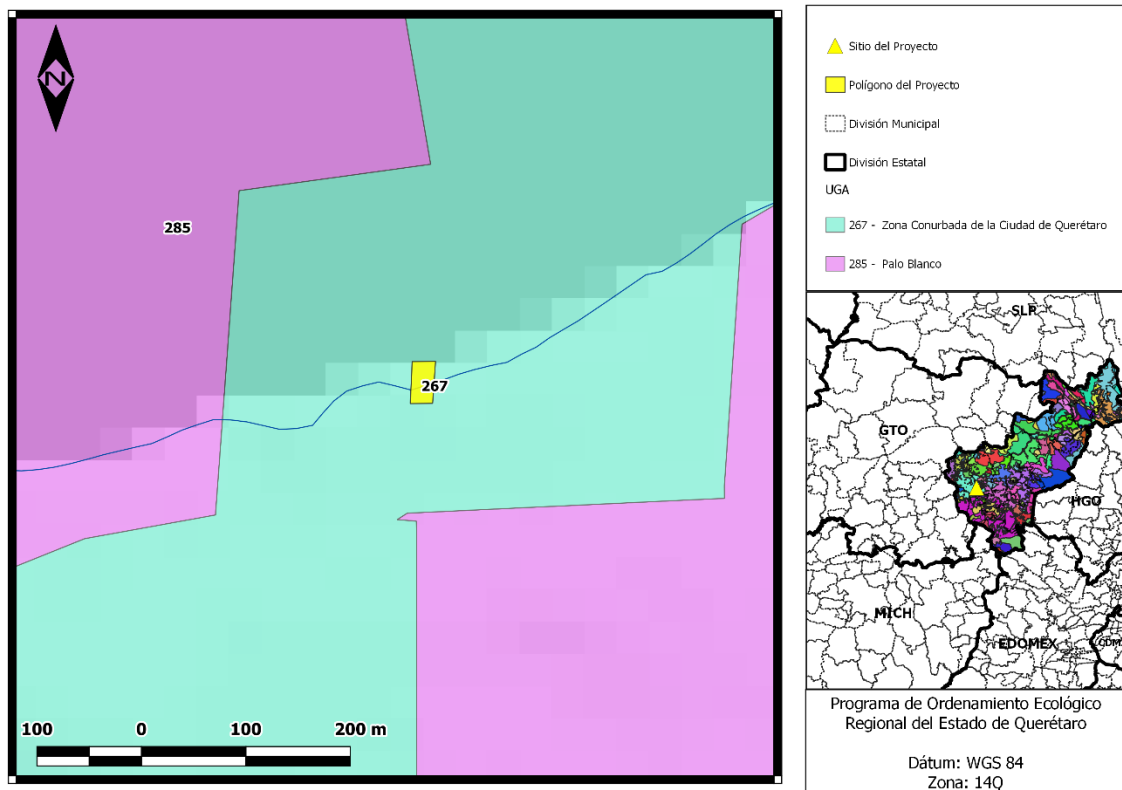 N
285
267
100 0 100 200 m
Sitio del Proyecto
Polígono del Proyecto
División Municipal
División Estatal
UGA
267 - Zona Conurbada de la Ciudad de Querétaro
285 - Palo Blanco
SLP
GTO
HGO
MICH
EDOMEX
CDM
Programa de Ordenamiento Ecológico
Regional del Estado de Querétaro
Dátum: WGS 84
Zona: 14Q